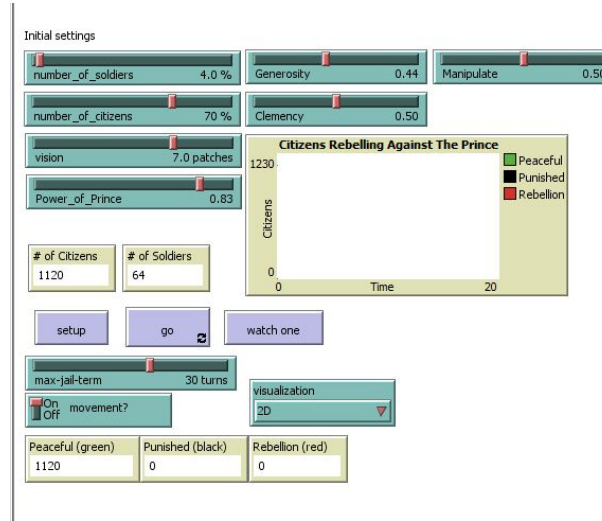 Initial settings
number_of_soldiers 4.0 %
Generosity 0.44
Manipulate 0.50
number_of_citizens 70 %
Clemency 0.50
vision 7.0 patches
Power_of_Prince 0.83
Citizens Rebelling Against The Prince
1230
Citizens
0
0 Time 20
Peaceful
Punished
Rebellion
# of Citizens
1120
# of Soldiers
64
setup
go
watch one
max-jail-term 30 turns
On
Off
movement?
visualization
2D
Peaceful (green)
1120
Punished (black)
0
Rebellion (red)
0